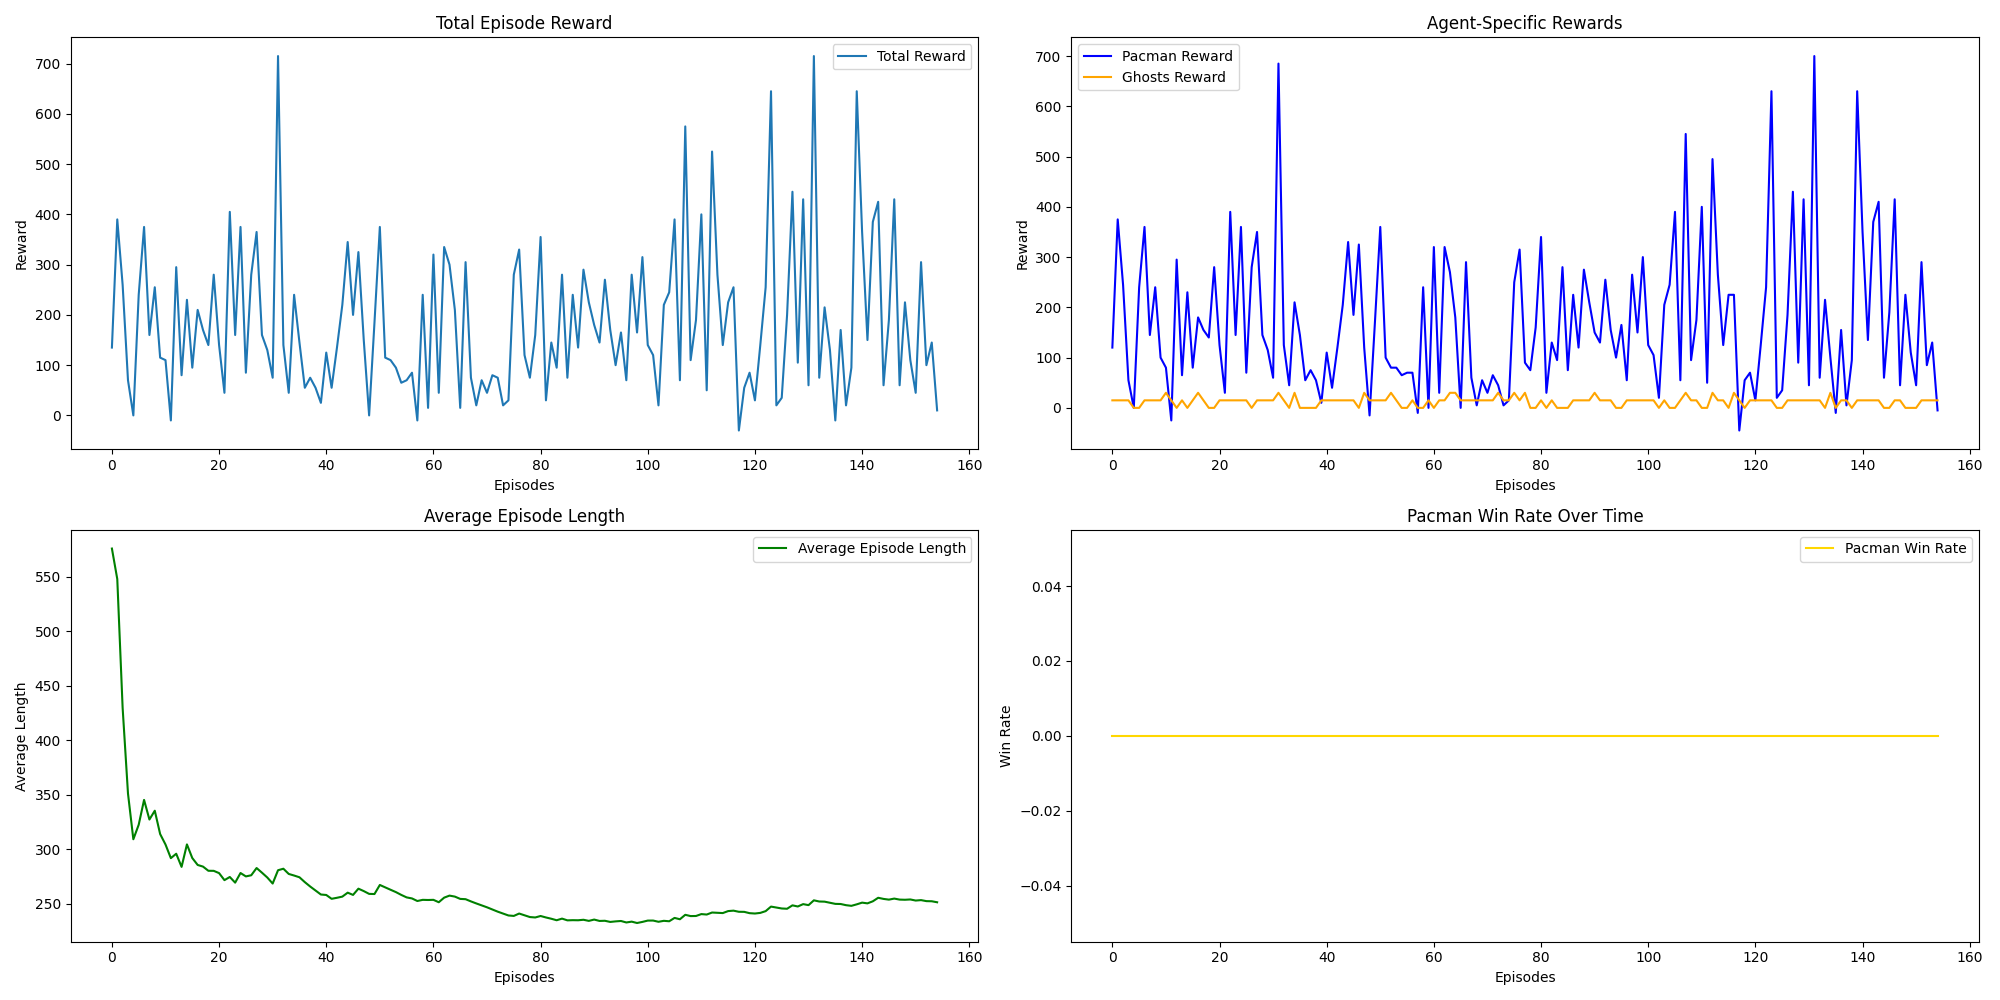 Total Episode Reward
Total Reward
700
600
500
400
300
200
100
0
Reward
0 20 40 60 80 100 120 140 160
Episodes
Agent-Specific Rewards
Pacman Reward
Ghosts Reward
700
600
500
400
300
200
100
0
Reward
0 20 40 60 80 100 120 140 160
Episodes
Average Episode Length
Average Episode Length
550
500
450
400
350
300
250
Average Length
0 20 40 60 80 100 120 140 160
Episodes
Pacman Win Rate Over Time
Pacman Win Rate
0.04
0.02
0.00
−0.02
−0.04
Win Rate
0 20 40 60 80 100 120 140 160
Episodes